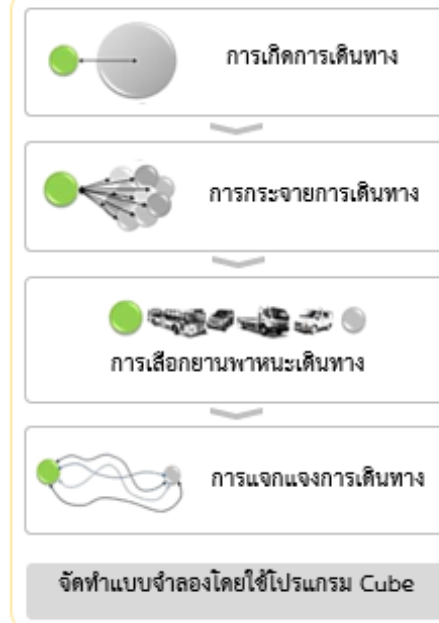 การเกิดการเดินทาง
การกระจายการเดินทาง
การเลือกยานพาหนะเดินทาง
การแจกแจงการเดินทาง
จัดทำแบบจำลองโดยใช้โปรแกรม Cube